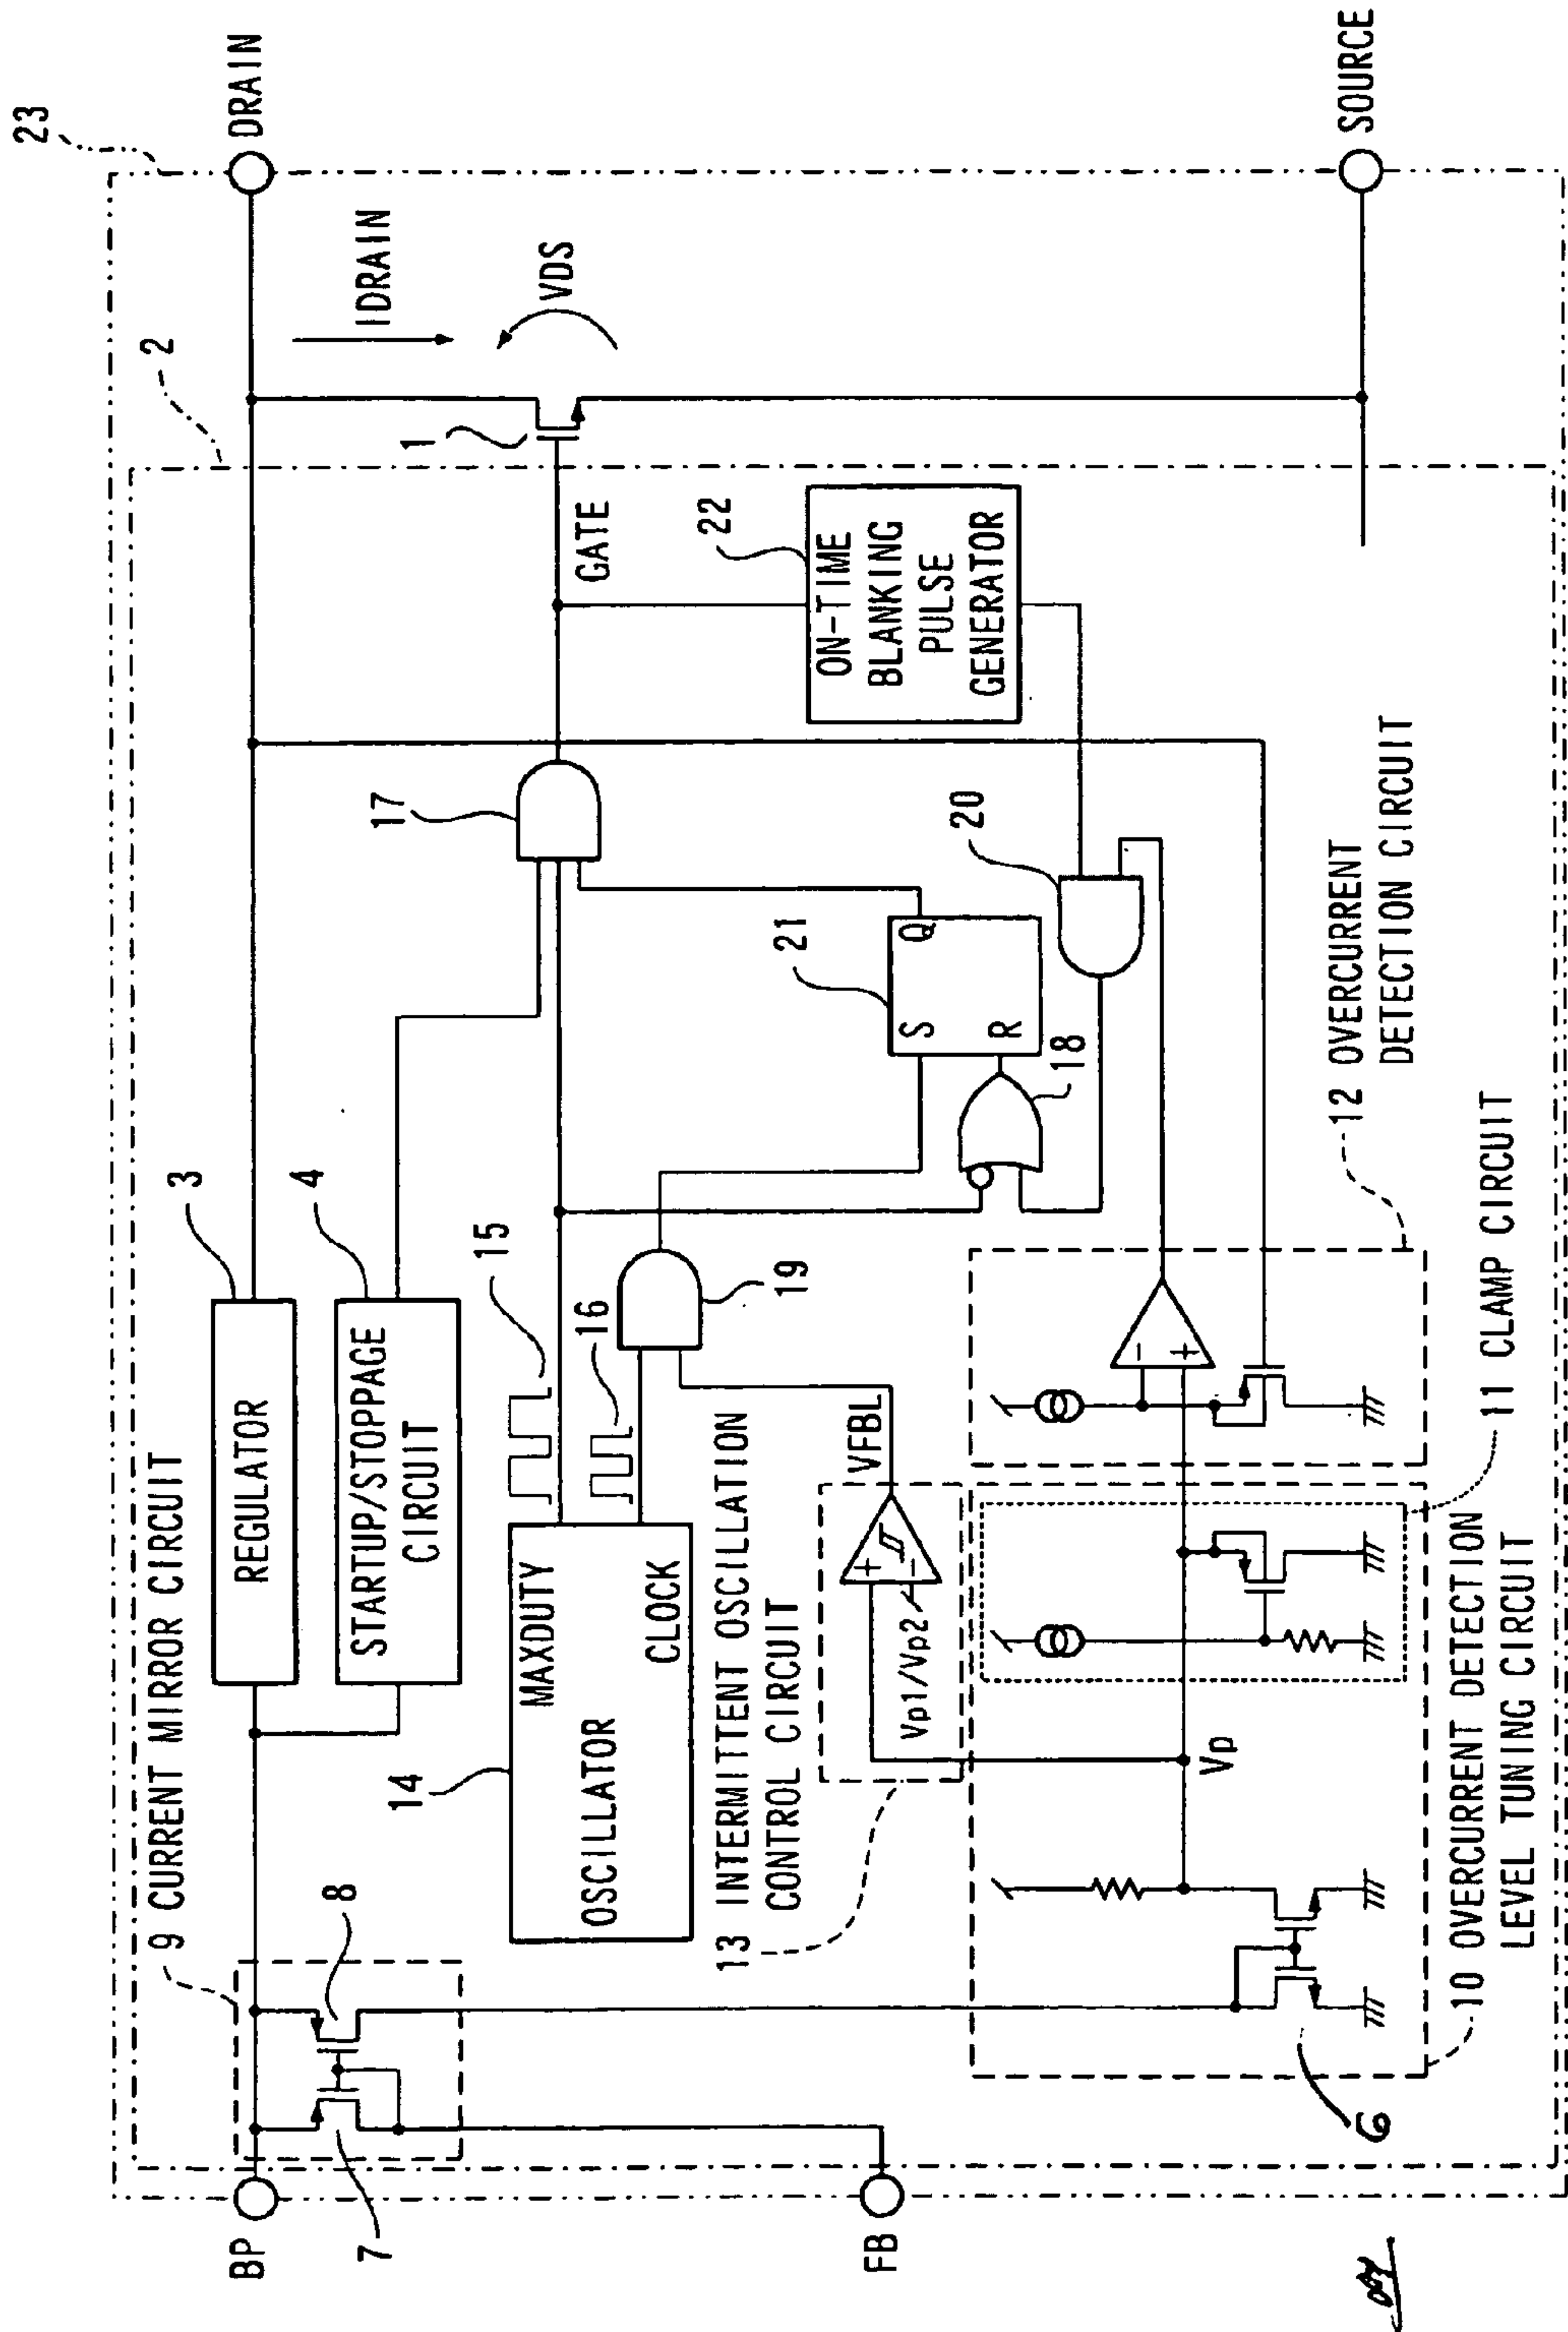 23
DRAIN
2
IDRAIN
VDS
1
SOURCE
GATE
22
ON-TIME
BLANKING
PULSE
GENERATOR
17
20
21
S
Q
R
18
12 OVERCURRENT
DETECTION CIRCUIT
3
REGULATOR
4
STARTUP/STOPPAGE
CIRCUIT
15
16
19
14
MAXDUTY
OSCILLATOR
CLOCK
VFBL
+
-
Vp1/Vp2
13 INTERMITTENT OSCILLATION
CONTROL CIRCUIT
-
+
11 CLAMP CIRCUIT
Vp
10 OVERCURRENT DETECTION
LEVEL TUNING CIRCUIT
6
9 CURRENT MIRROR CIRCUIT
8
7
BP
FB